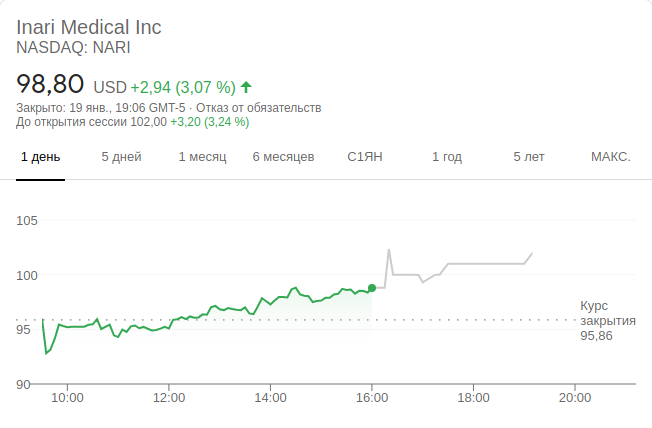 Inari Medical Inc
NASDAQ: NARI
98,80 USD +2,94 (3,07 %)
Закрыто: 19 янв., 19:06 GMT-5 · Отказ от обязательств
До открытия сессии 102,00 +3,20 (3,24 %)
1 день 5 дней 1 месяц 6 месяцев С1ЯН 1 год 5 лет МАКС.
105
100
95
90
Курс
закрытия
95,86
10:00 12:00 14:00 16:00 18:00 20:00